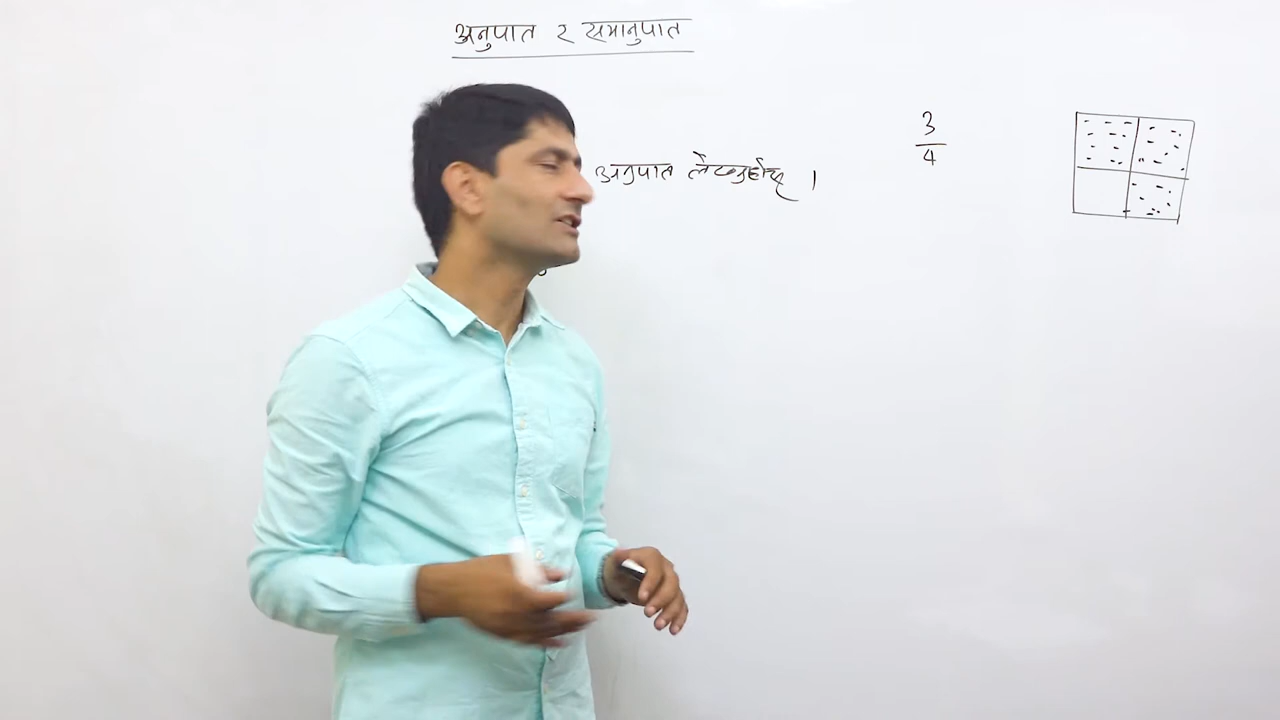 अनुपात र समानुपात
अनुपात लेख्नुहोस् ।
3
4